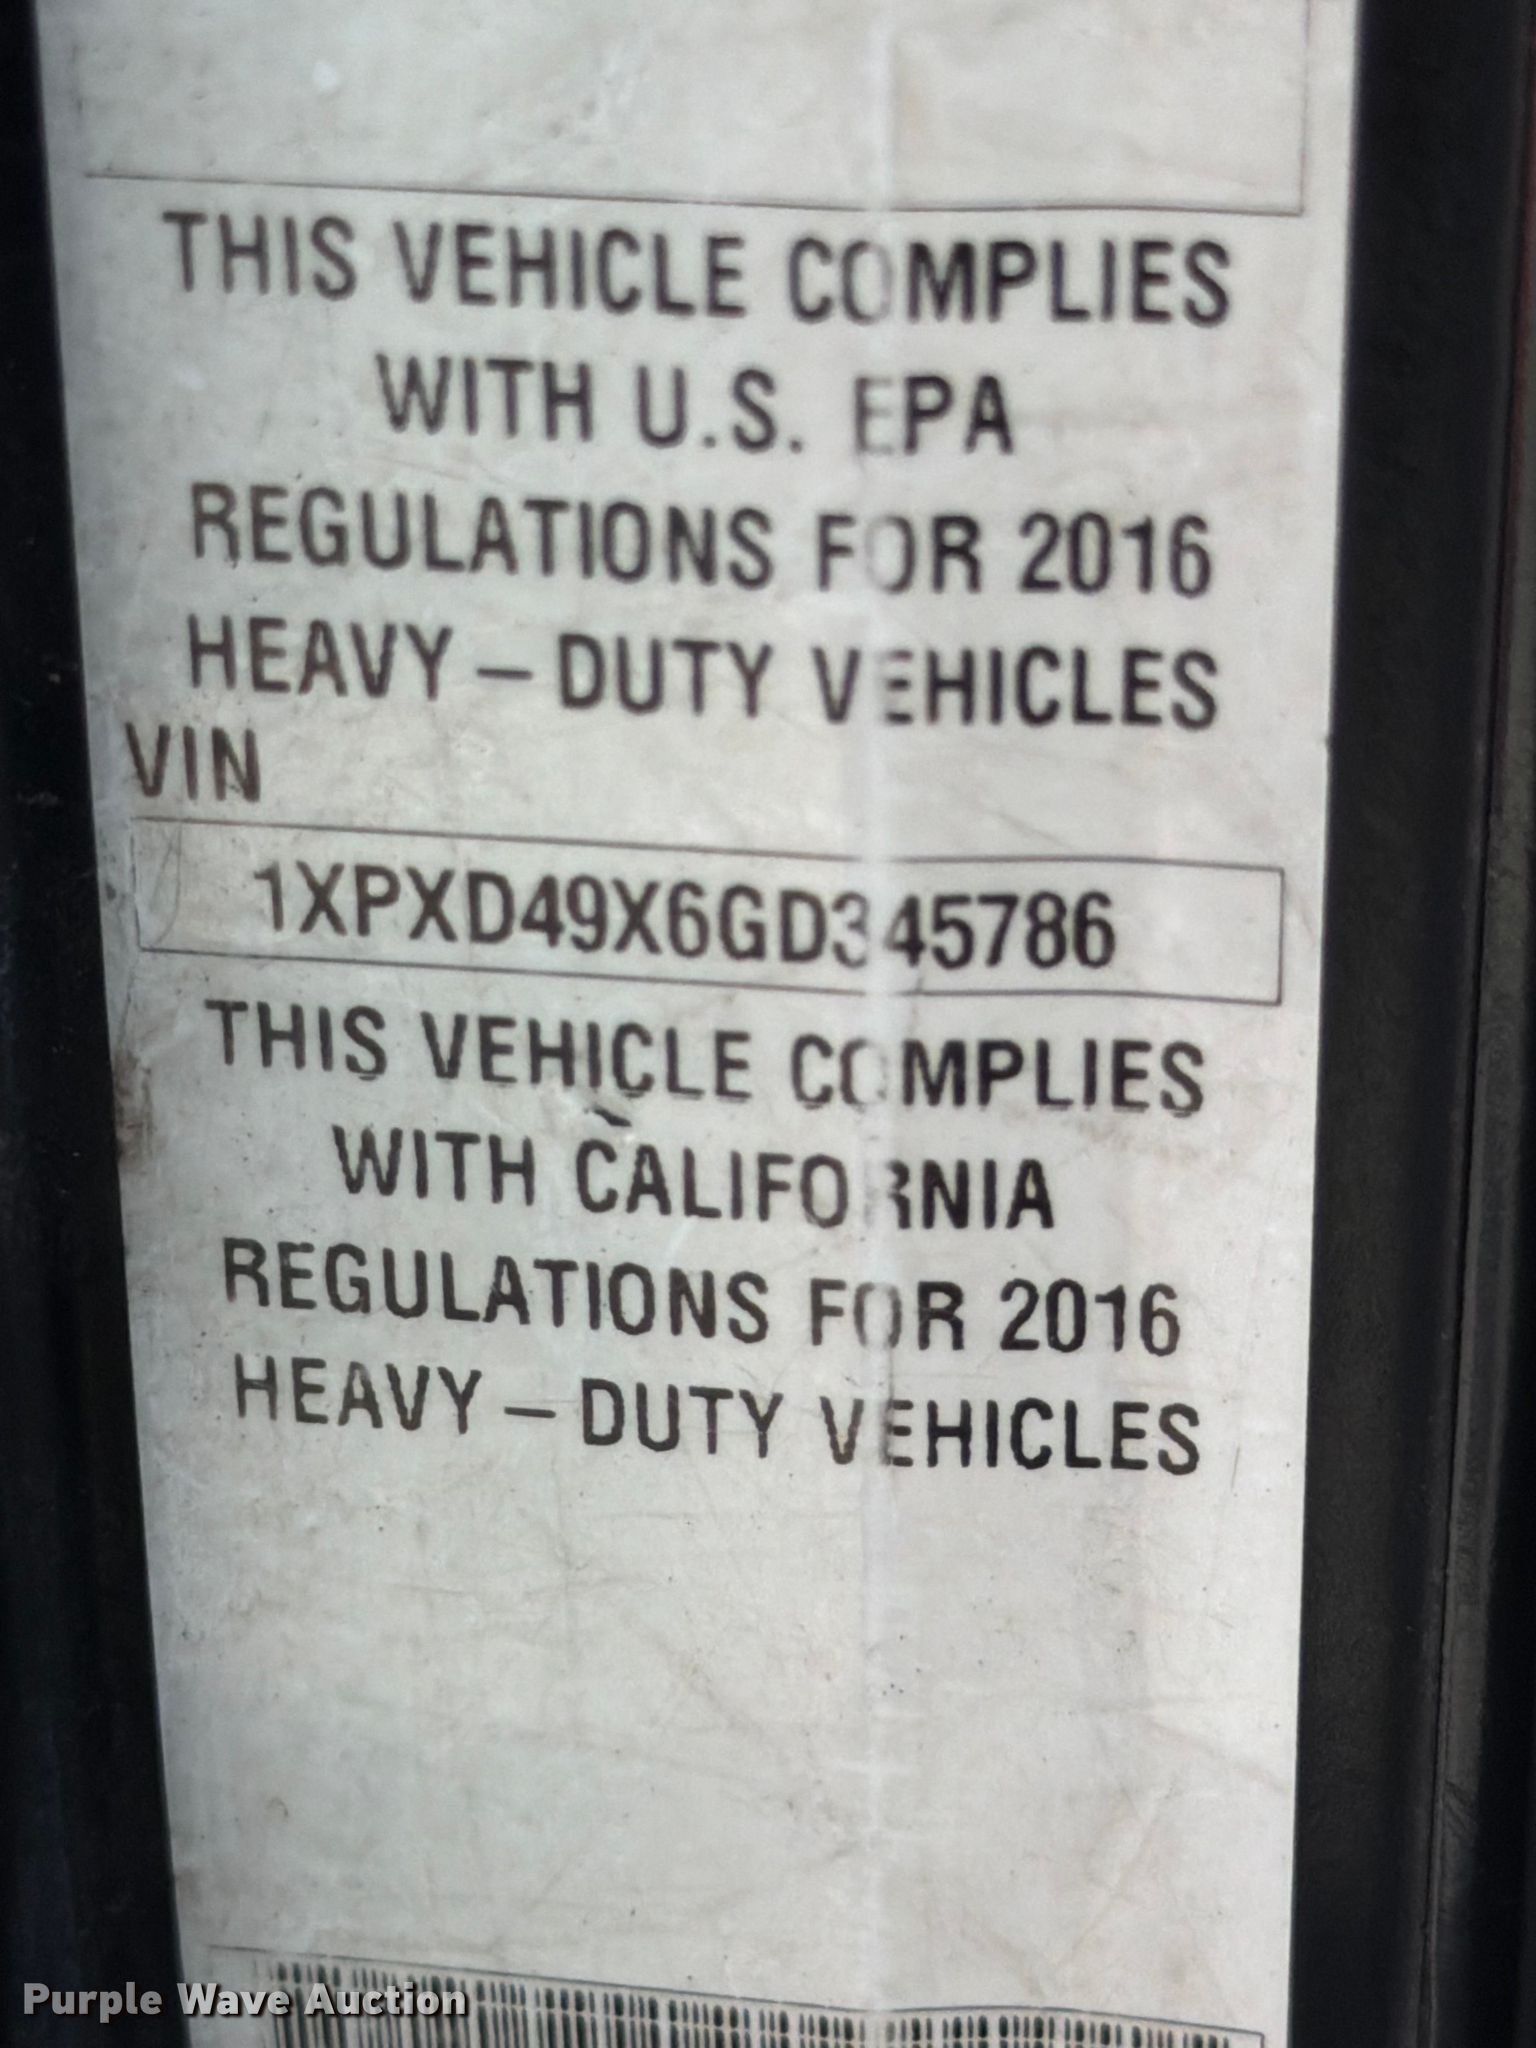 THIS VEHICLE COMPLIES
WITH U.S. EPA
REGULATIONS FOR 2016
HEAVY – DUTY VEHICLES
VIN
1XPXD49X6GD345786
THIS VEHICLE COMPLIES
WITH CALIFORNIA
REGULATIONS FOR 2016
HEAVY – DUTY VEHICLES
Purple Wave Auction